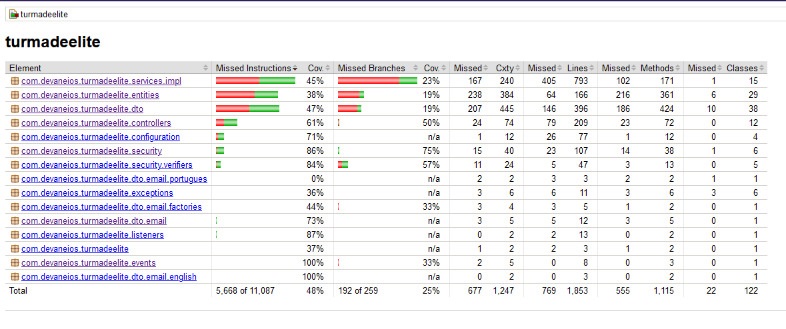 turmadeelite
turmadeelite
Element Missed Instructions Cov. Missed Branches Cov. Missed Cxty Missed Lines Missed Methods Missed Classes
com.devaneios.turmadeelite.services.impl 45% 23% 167 240 405 793 102 171 1 15
com.devaneios.turmadeelite.entities 38% 19% 238 384 64 166 216 361 6 29
com.devaneios.turmadeelite.dto 47% 19% 207 445 146 396 186 424 10 38
com.devaneios.turmadeelite.controllers 61% 50% 24 74 79 209 23 72 0 12
com.devaneios.turmadeelite.configuration 71% n/a 1 12 26 77 1 12 0 4
com.devaneios.turmadeelite.security 86% 75% 15 40 23 107 14 38 1 6
com.devaneios.turmadeelite.security.verifiers 84% 57% 11 24 5 47 3 13 0 5
com.devaneios.turmadeelite.dto.email.portugues 0% n/a 2 2 3 3 2 2 1 1
com.devaneios.turmadeelite.exceptions 36% n/a 3 6 6 11 3 6 3 6
com.devaneios.turmadeelite.dto.email.factories 44% 33% 3 4 3 5 1 2 0 1
com.devaneios.turmadeelite.dto.email 73% n/a 3 5 5 12 3 5 0 1
com.devaneios.turmadeelite.listeners 87% n/a 0 2 2 13 0 2 0 1
com.devaneios.turmadeelite 37% n/a 1 2 2 3 1 2 0 1
com.devaneios.turmadeelite.events 100% 33% 2 5 0 8 0 3 0 1
com.devaneios.turmadeelite.dto.email.english 100% n/a 0 2 0 3 0 2 0 1
Total 5,668 of 11,087 48% 192 of 259 25% 677 1,247 769 1,853 555 1,115 22 122